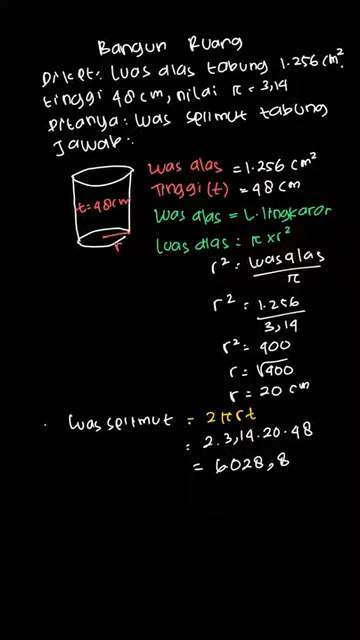 Bangun Ruang
Diket: Luas alas tabung 1.256 cm².
tinggi 48 cm, nilai π = 3,14
Ditanya: Luas selimut tabung
Jawab:
Luas alas = 1.256 cm²
Tinggi (t) = 48 cm
t = 48 cm
r
Luas alas = L. lingkaran
Luas alas = π x r²
r² = Luas alas / π
r² = 1.256 / 3,14
r² = 400
r = √400
r = 20 cm
. Luas selimut = 2πrt
= 2. 3,14. 20. 48
= 6028,8